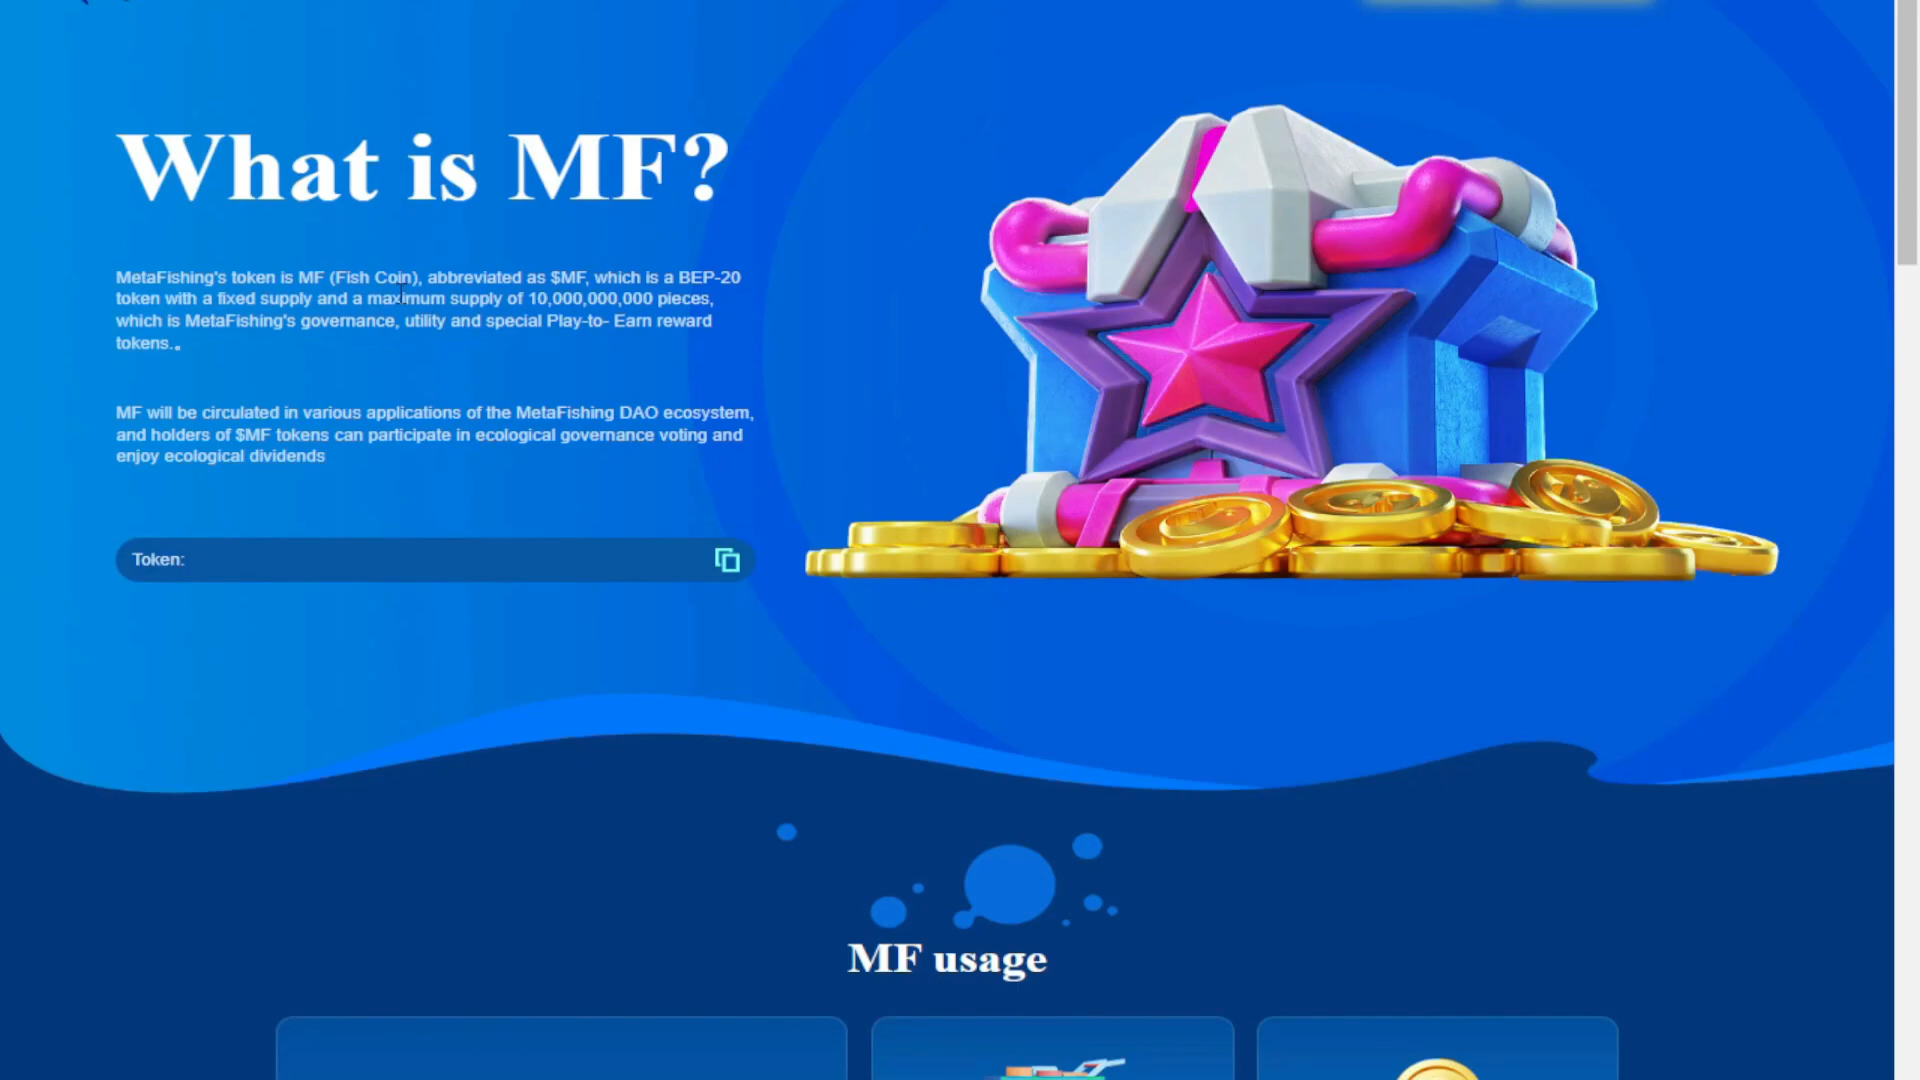 What is MF?
MetaFishing's token is MF (Fish Coin), abbreviated as $MF, which is a BEP-20
token with a fixed supply and a maximum supply of 10,000,000,000 pieces,
which is MetaFishing's governance, utility and special Play-to- Earn reward
tokens.。
MF will be circulated in various applications of the MetaFishing DAO ecosystem,
and holders of $MF tokens can participate in ecological governance voting and
enjoy ecological dividends
Token:
MF usage